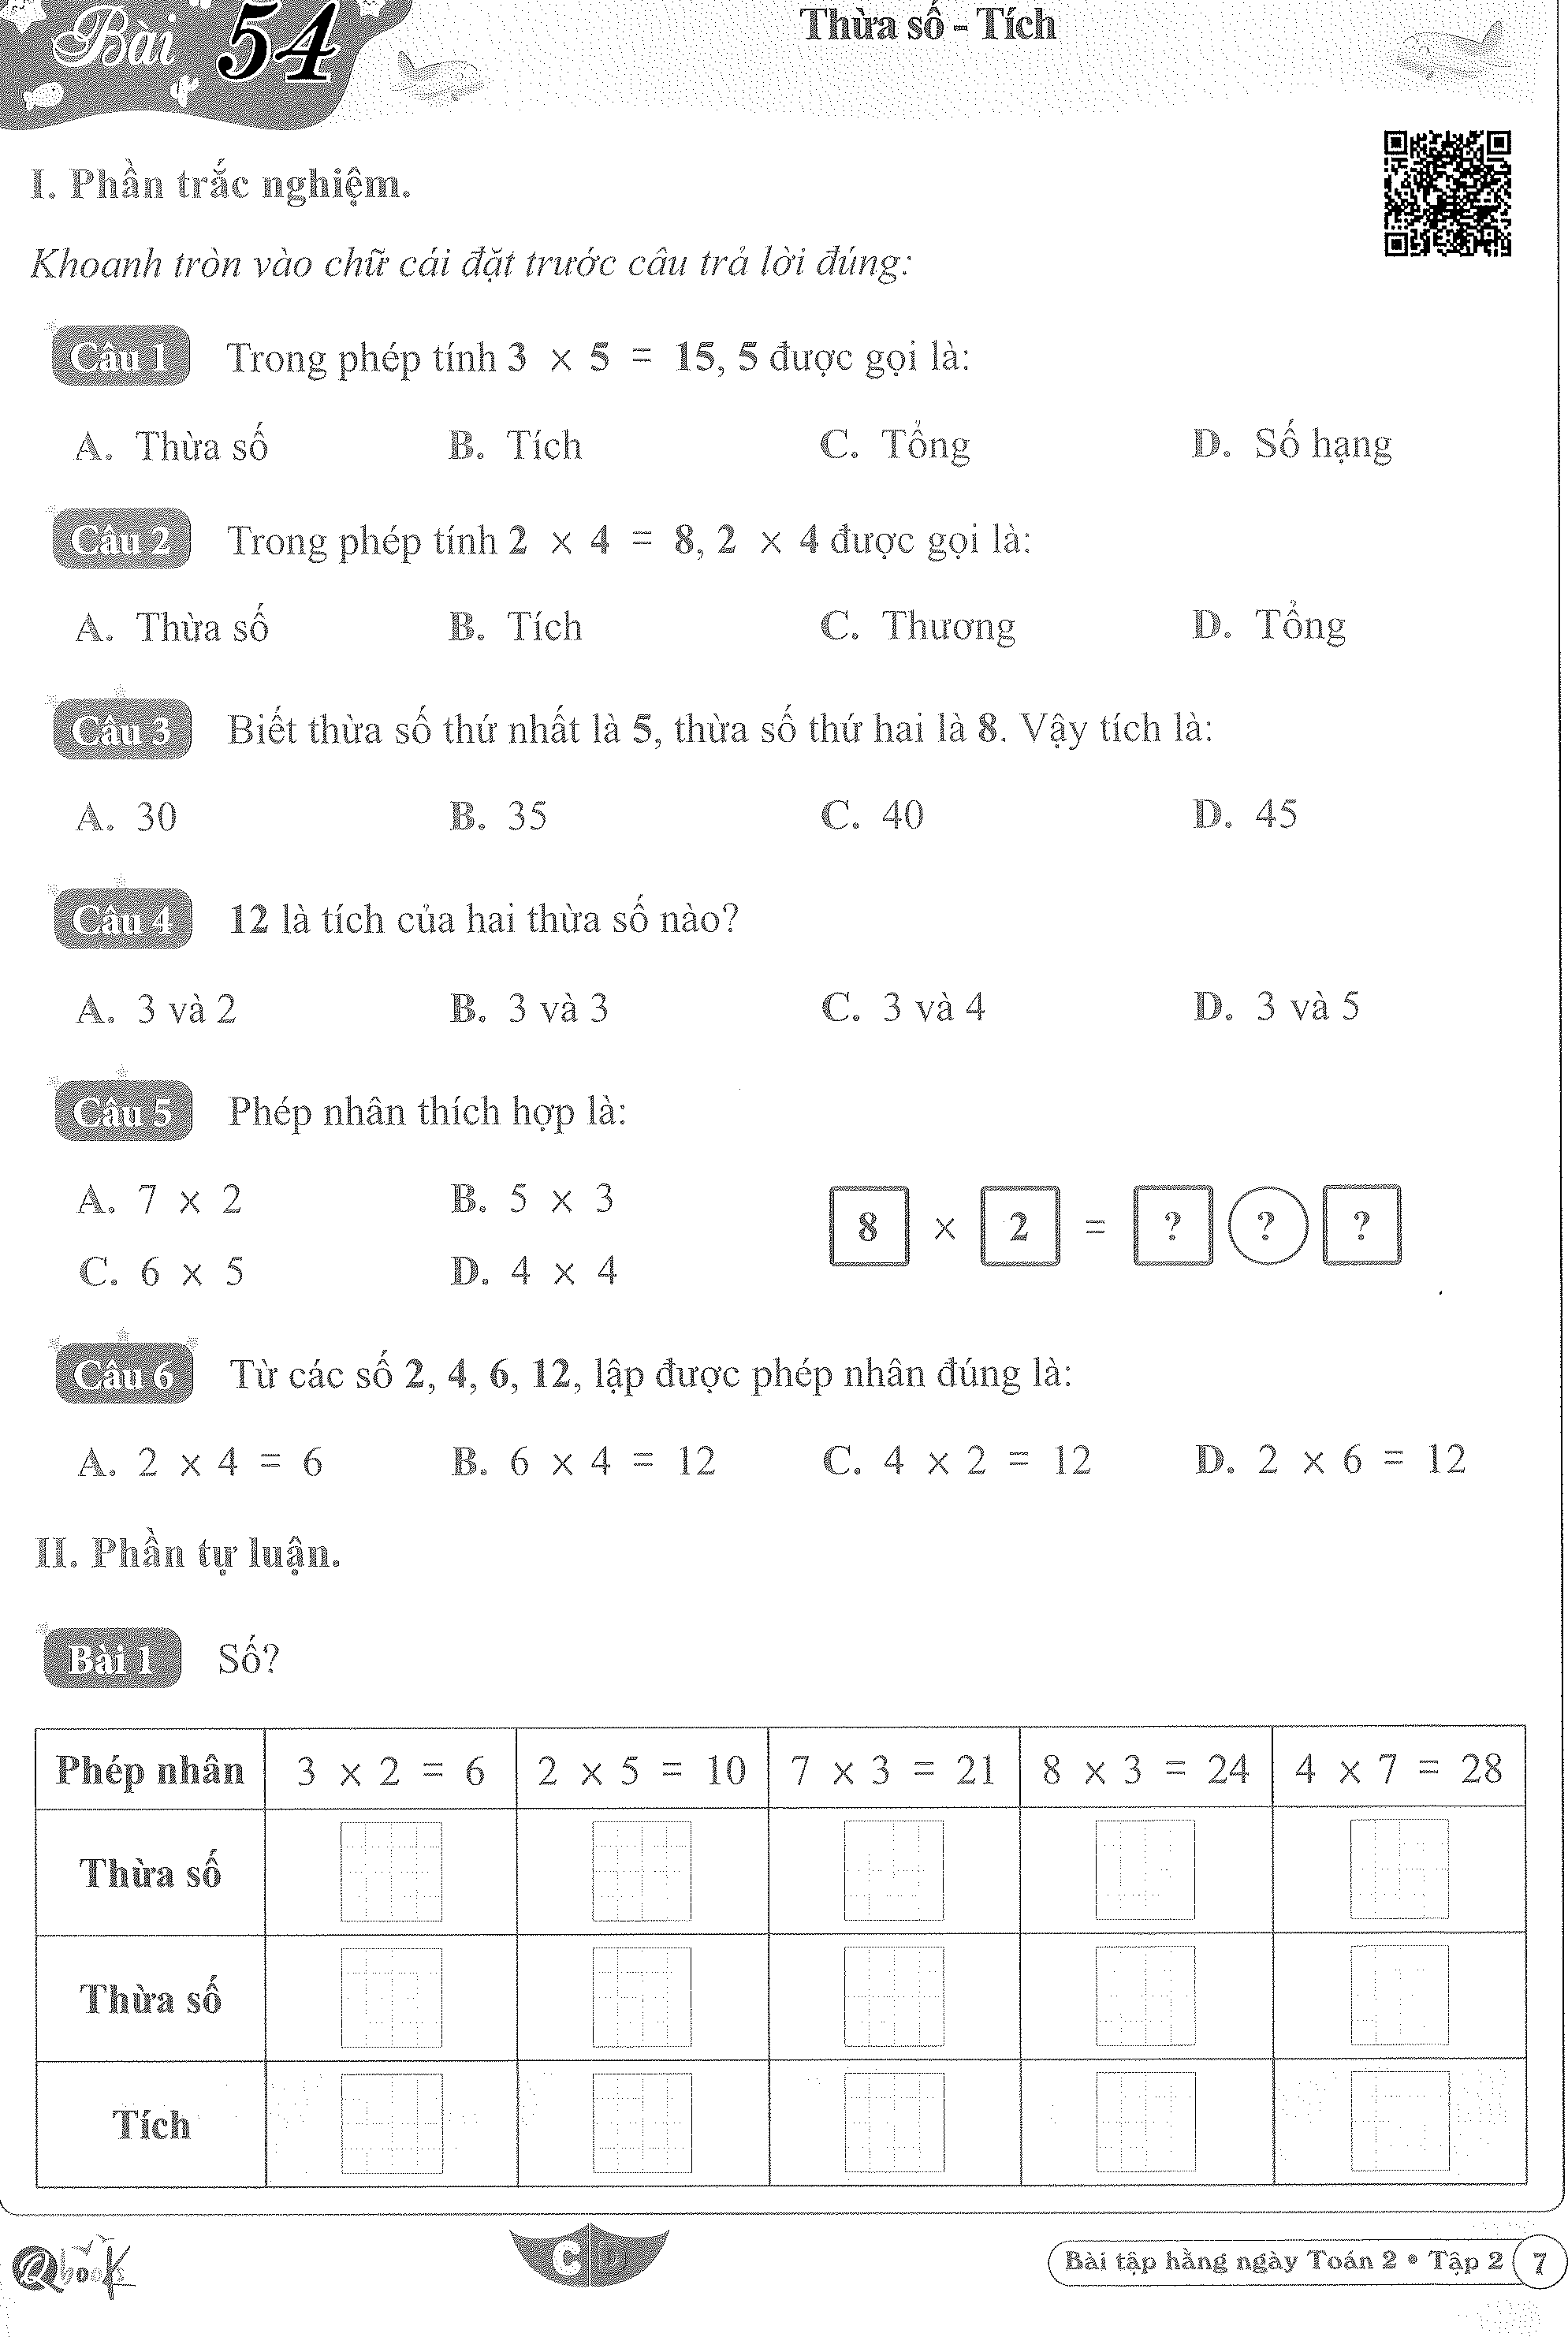 Bài 54
Thừa số - Tích
I. Phần trắc nghiệm.
Khoanh tròn vào chữ cái đặt trước câu trả lời đúng:
Câu 1 Trong phép tính 3 × 5 = 15, 5 được gọi là:
A. Thừa số B. Tích C. Tổng D. Số hạng
Câu 2 Trong phép tính 2 × 4 = 8, 2 × 4 được gọi là:
A. Thừa số B. Tích C. Thương D. Tổng
Câu 3 Biết thừa số thứ nhất là 5, thừa số thứ hai là 8. Vậy tích là:
A. 30 B. 35 C. 40 D. 45
Câu 4 12 là tích của hai thừa số nào?
A. 3 và 2 B. 3 và 3 C. 3 và 4 D. 3 và 5
Câu 5 Phép nhân thích hợp là:
A. 7 × 2 B. 5 × 3
8 × 2 = ? ? ?
C. 6 × 5 D. 4 × 4
Câu 6 Từ các số 2, 4, 6, 12, lập được phép nhân đúng là:
A. 2 × 4 = 6 B. 6 × 4 = 12 C. 4 × 2 = 12 D. 2 × 6 = 12
II. Phần tự luận.
Bài 1 Số?
Phép nhân 3 × 2 = 6 2 × 5 = 10 7 × 3 = 21 8 × 3 = 24 4 × 7 = 28
Thừa số
Thừa số
Tích
Qbooks
CD
Bài tập hằng ngày Toán 2 • Tập 2 7